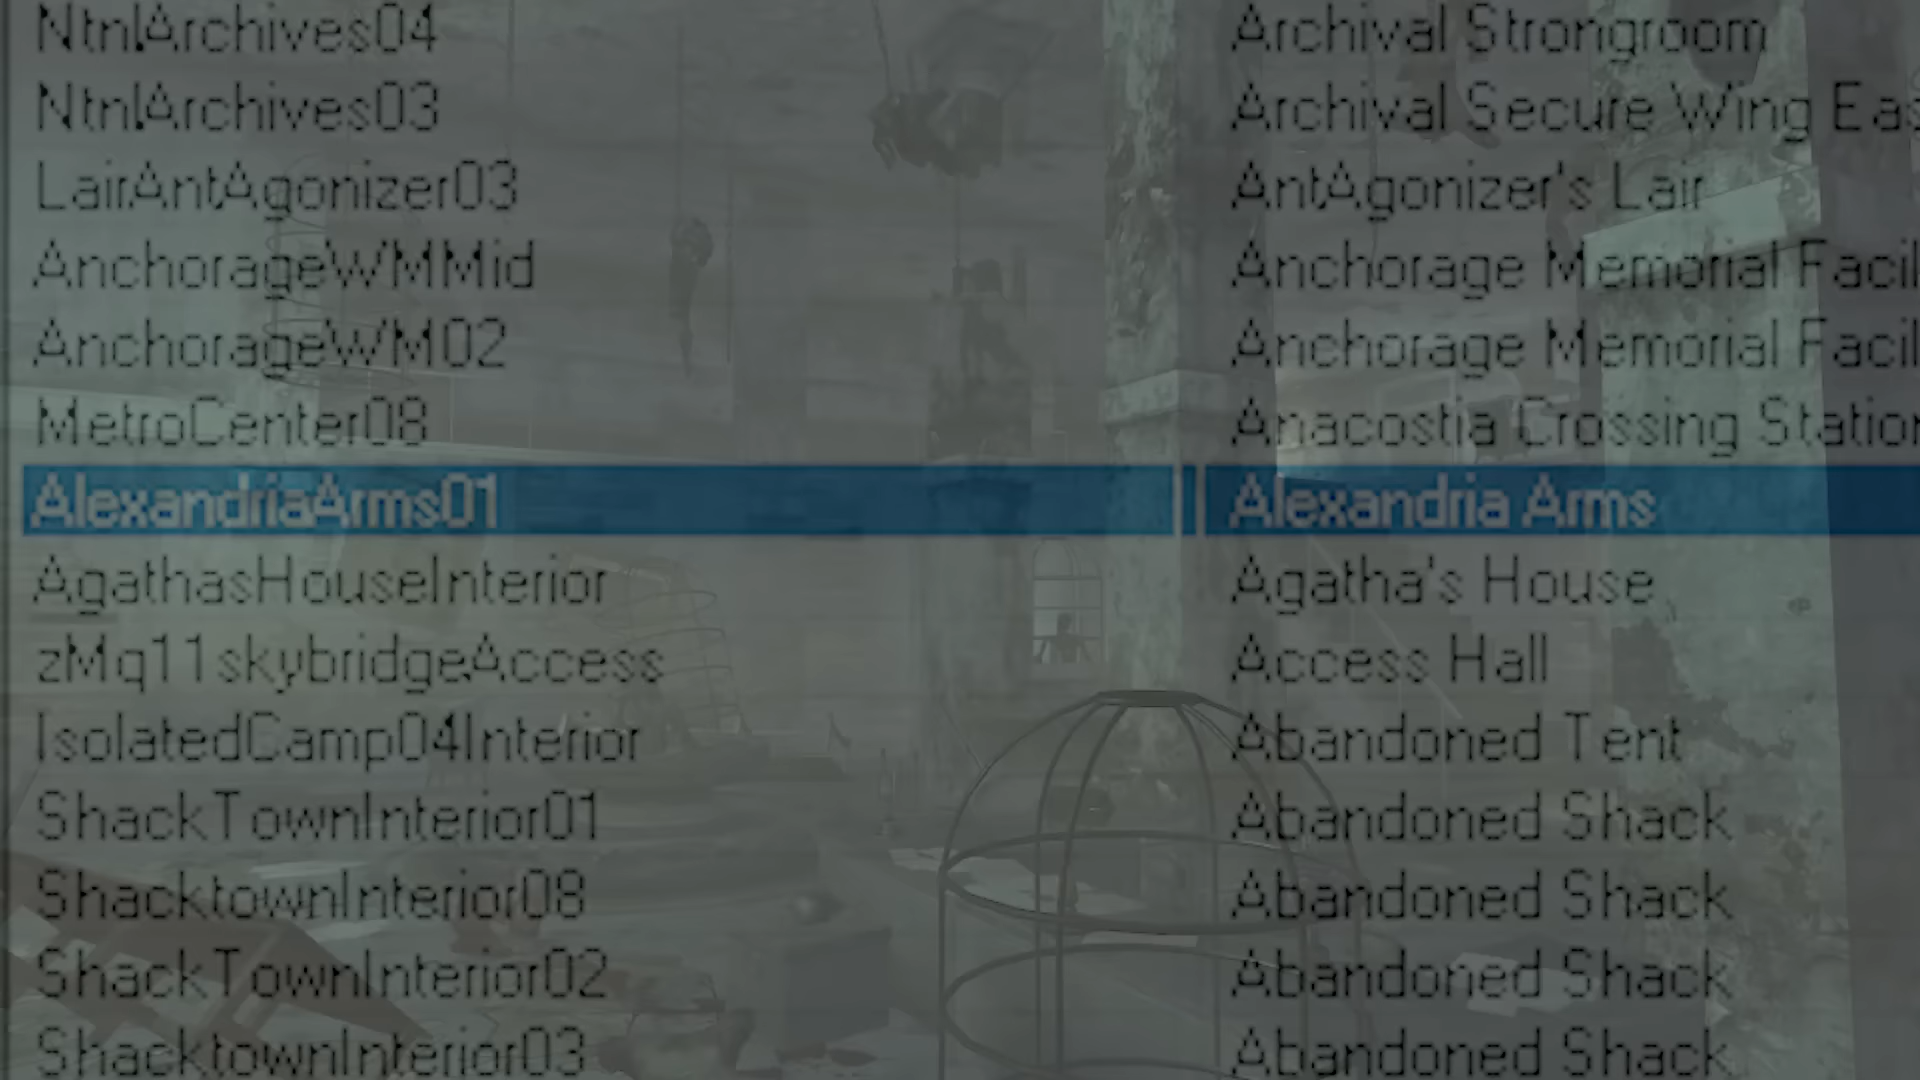 NtnlArchives04 Archival Strongroom
NtnlArchives03 Archival Secure Wing Eas
LairAntAgonizer03 AntAgonizer's Lair
AnchorageWMMid Anchorage Memorial Facil
AnchorageWM02 Anchorage Memorial Facil
MetroCenter08 Anacostia Crossing Station
AlexandriaArms01 Alexandria Arms
AgathasHouseInterior Agatha's House
zMq11skybridgeAccess Access Hall
IsolatedCamp04Interior Abandoned Tent
ShackTownInterior01 Abandoned Shack
ShacktownInterior08 Abandoned Shack
ShackTownInterior02 Abandoned Shack
ShacktownInterior03 Abandoned Shack